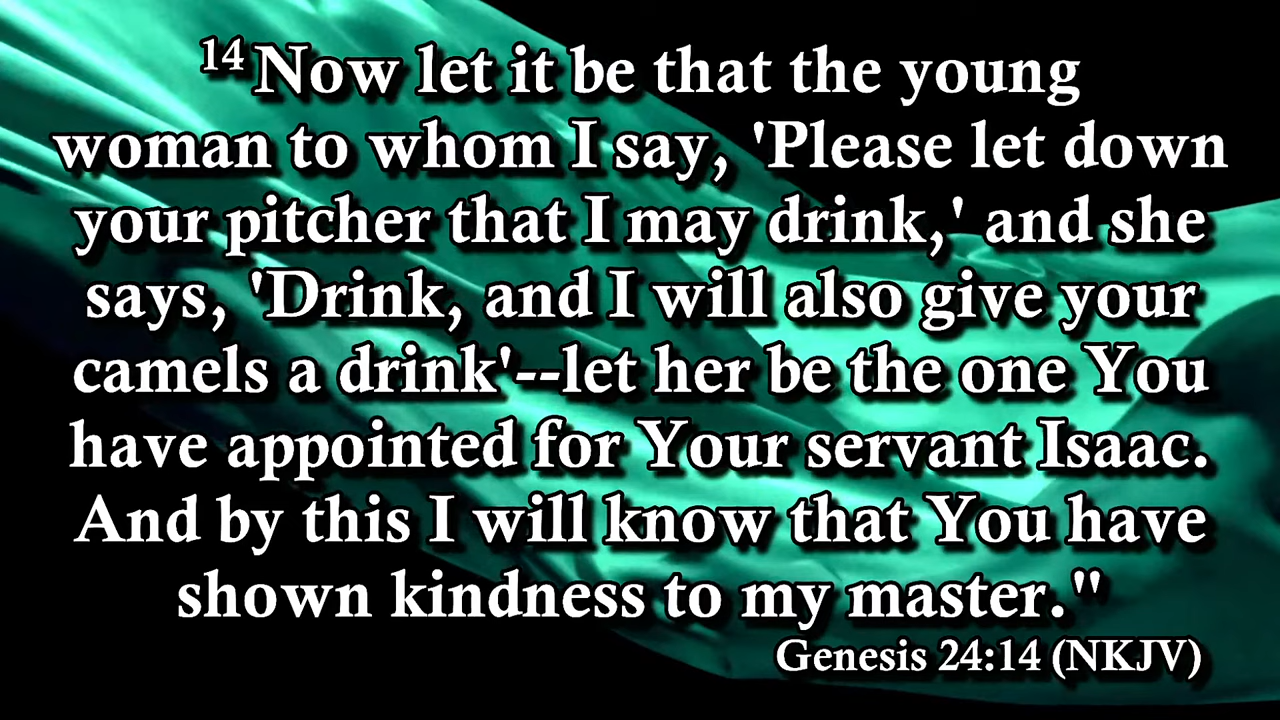 14 Now let it be that the young
woman to whom I say, 'Please let down
your pitcher that I may drink,' and she
says, 'Drink, and I will also give your
camels a drink'--let her be the one You
have appointed for Your servant Isaac.
And by this I will know that You have
shown kindness to my master."
Genesis 24:14 (NKJV)